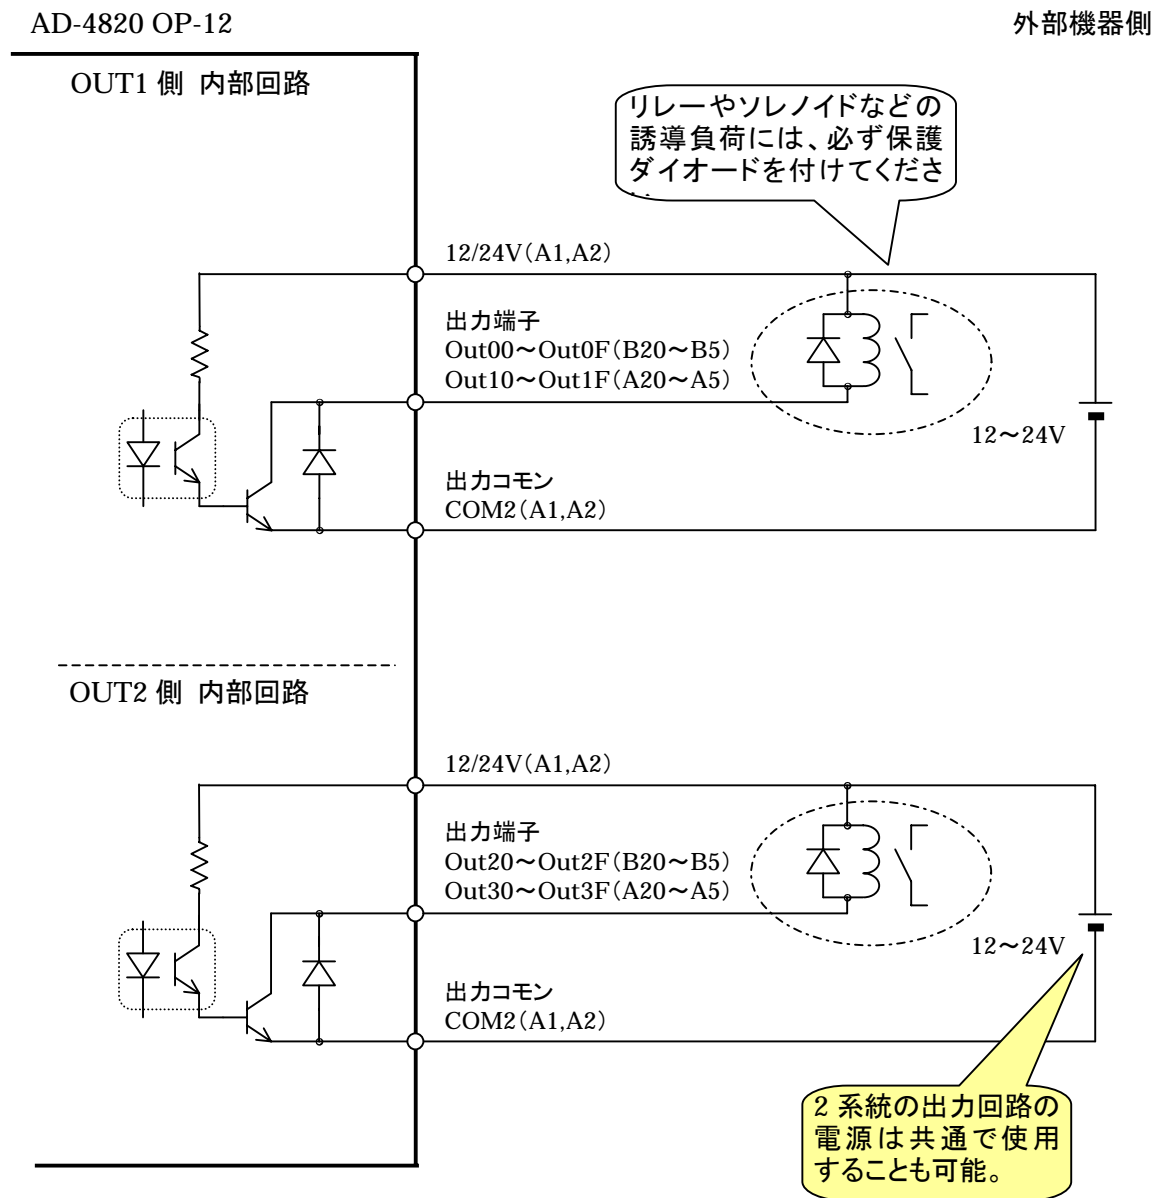 AD-4820 OP-12
外部機器側
OUT1 側 内部回路
リレーやソレノイドなどの
誘導負荷には、必ず保護
ダイオードを付けてくださ
12/24V(A1,A2)
出力端子
Out00～Out0F(B20～B5)
Out10～Out1F(A20～A5)
12～24V
出力コモン
COM2(A1,A2)
OUT2 側 内部回路
12/24V(A1,A2)
出力端子
Out20～Out2F(B20～B5)
Out30～Out3F(A20～A5)
12～24V
出力コモン
COM2(A1,A2)
2 系統の出力回路の
電源は共通で使用
することも可能。